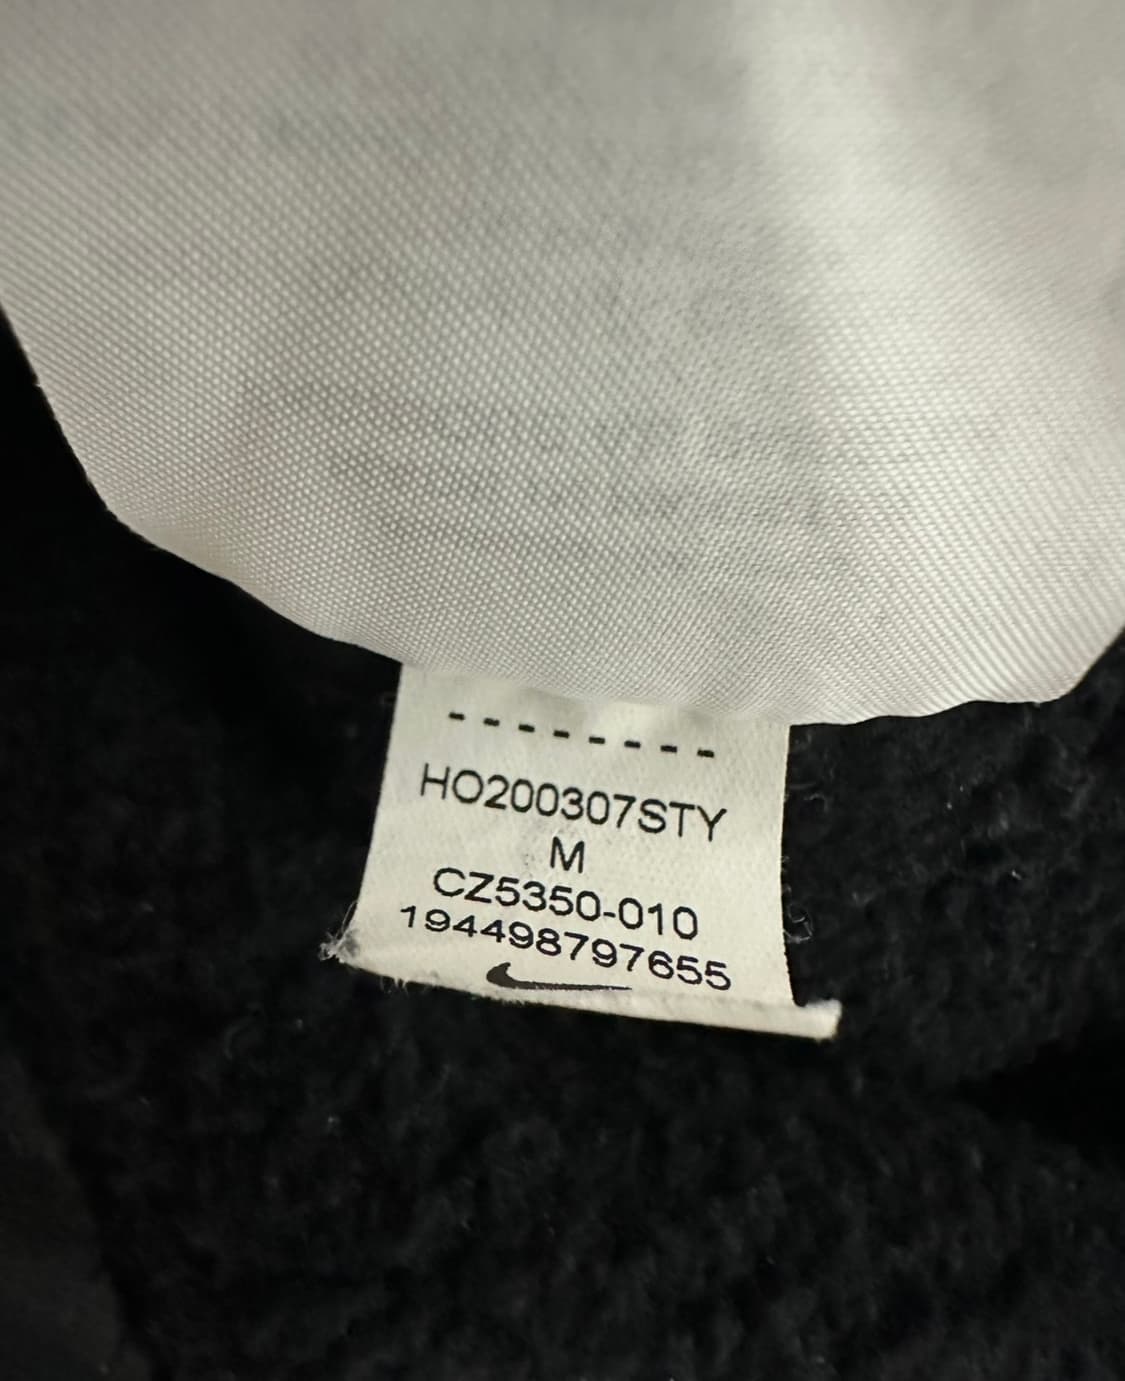 --------
HO200307STY
M
CZ5350-010
194498797655